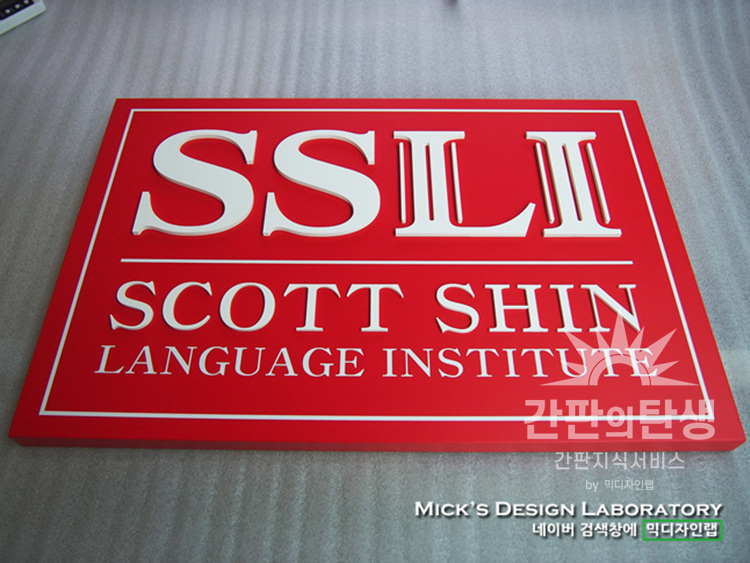 SSLI
SCOTT SHIN
LANGUAGE INSTITUTE
간판의탄생
간판지식서비스
by 믹디자인랩
MICK'S DESIGN LABORATORY
네이버 검색창에 믹디자인랩